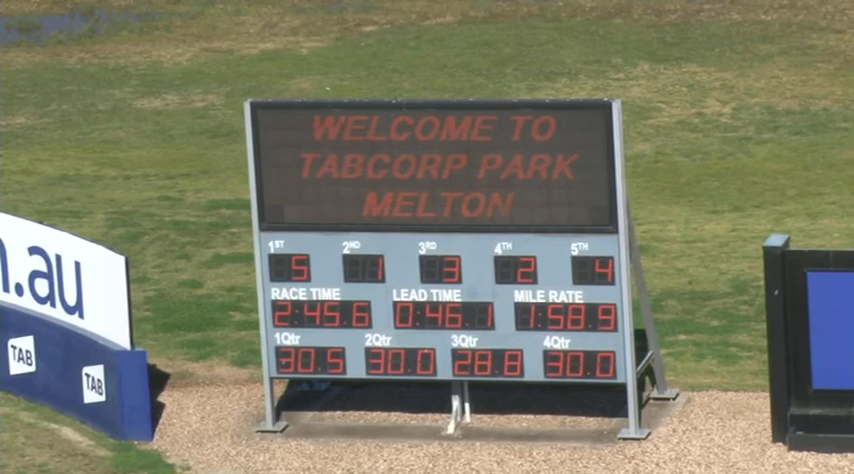 WELCOME TO
TABCORP PARK
MELTON
1ST 2ND 3RD 4TH 5TH
5 1 3 2 4
RACE TIME LEAD TIME MILE RATE
2:45.6 0:46.1 1:58.9
1Qtr 2Qtr 3Qtr 4Qtr
30.5 30.0 28.8 30.0
.au
TAB
TAB